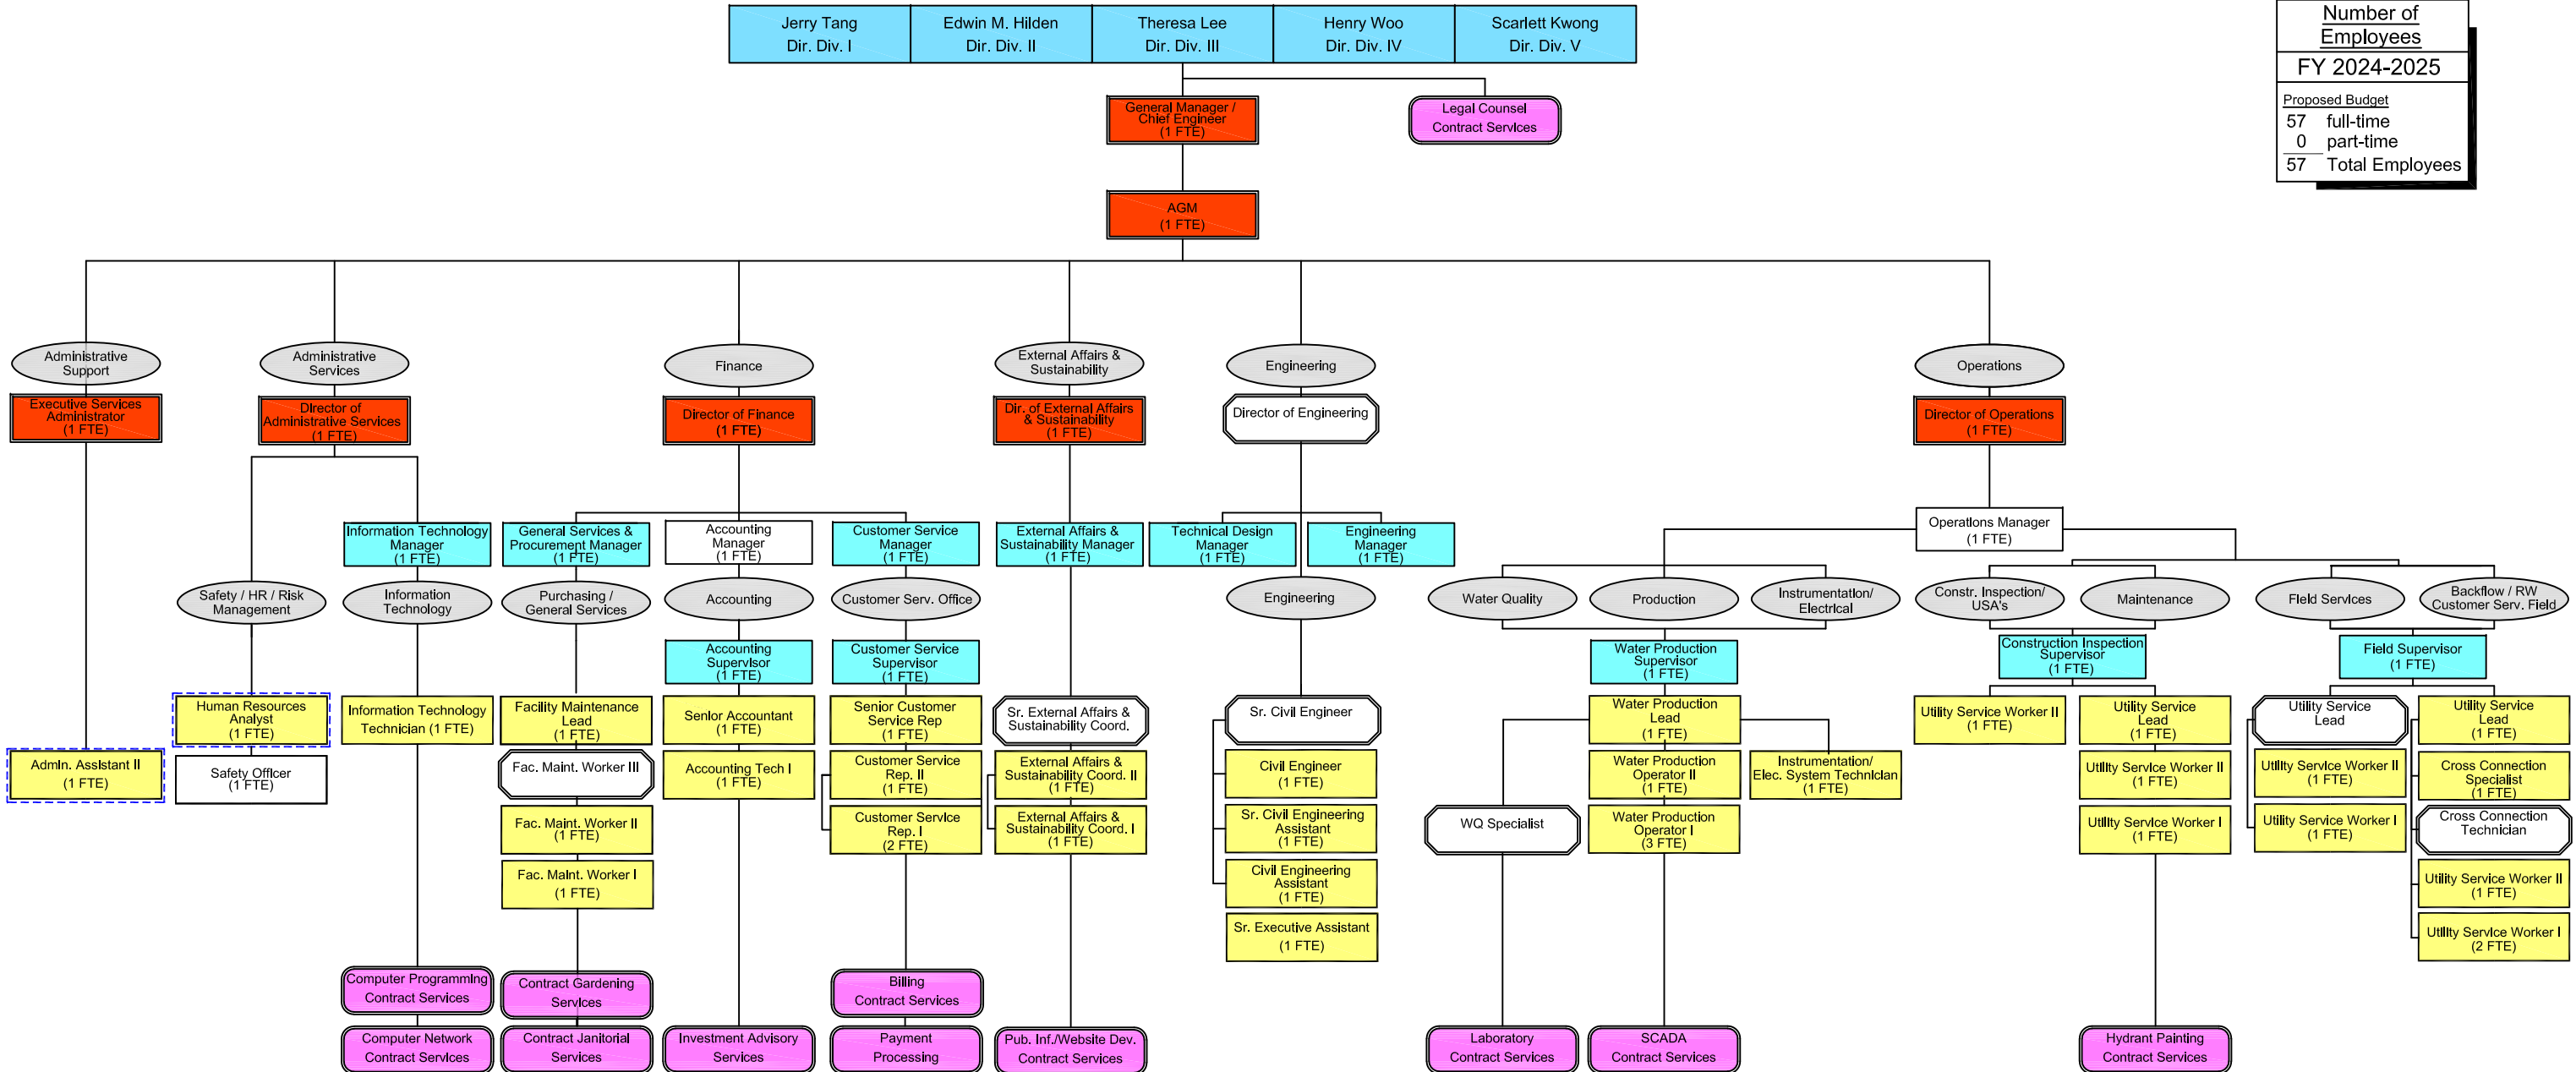 Jerry Tang
Dir. Div. I
Edwin M. Hilden
Dir. Div. II
Theresa Lee
Dir. Div. III
Henry Woo
Dir. Div. IV
Scarlett Kwong
Dir. Div. V
Number of
Employees
FY 2024-2025
Proposed Budget
57 full-time
0 part-time
57 Total Employees
General Manager /
Chief Engineer
(1 FTE)
Legal Counsel
Contract Services
AGM
(1 FTE)
Administrative
Support
Administrative
Services
Finance
External Affairs &
Sustainability
Engineering
Operations
Executive Services
Administrator
(1 FTE)
Director of
Administrative Services
(1 FTE)
Director of Finance
(1 FTE)
Dir. of External Affairs
& Sustainability
(1 FTE)
Director of Engineering
Director of Operations
(1 FTE)
Information Technology
Manager
(1 FTE)
General Services &
Procurement Manager
(1 FTE)
Accounting
Manager
(1 FTE)
Customer Service
Manager
(1 FTE)
External Affairs &
Sustainability Manager
(1 FTE)
Technical Design
Manager
(1 FTE)
Engineering
Manager
(1 FTE)
Operations Manager
(1 FTE)
Safety / HR / Risk
Management
Information
Technology
Purchasing /
General Services
Accounting
Customer Serv. Office
Engineering
Water Quality
Production
Instrumentation/
Electrical
Constr. Inspection/
USA's
Maintenance
Field Services
Backflow / RW
Customer Serv. Field
Accounting
Supervisor
(1 FTE)
Customer Service
Supervisor
(1 FTE)
Water Production
Supervisor
(1 FTE)
Construction Inspection
Supervisor
(1 FTE)
Field Supervisor
(1 FTE)
Human Resources
Analyst
(1 FTE)
Information Technology
Technician (1 FTE)
Facility Maintenance
Lead
(1 FTE)
Senior Accountant
(1 FTE)
Senior Customer
Service Rep
(1 FTE)
Sr. External Affairs &
Sustainability Coord.
Sr. Civil Engineer
Water Production
Lead
(1 FTE)
Utility Service Worker II
(1 FTE)
Utility Service
Lead
(1 FTE)
Utility Service
Lead
Utility Service
Lead
(1 FTE)
Admin. Assistant II
(1 FTE)
Safety Officer
(1 FTE)
Fac. Maint. Worker III
Accounting Tech I
(1 FTE)
Customer Service
Rep. II
(1 FTE)
External Affairs &
Sustainability Coord. II
(1 FTE)
Civil Engineer
(1 FTE)
Water Production
Operator II
(1 FTE)
Instrumentation/
Elec. System Technician
(1 FTE)
Utility Service Worker II
(1 FTE)
Utility Service Worker II
(1 FTE)
Cross Connection
Specialist
(1 FTE)
Fac. Maint. Worker II
(1 FTE)
Customer Service
Rep. I
(2 FTE)
External Affairs &
Sustainability Coord. I
(1 FTE)
Sr. Civil Engineering
Assistant
(1 FTE)
WQ Specialist
Water Production
Operator I
(3 FTE)
Utility Service Worker I
(1 FTE)
Utility Service Worker I
(1 FTE)
Cross Connection
Technician
Fac. Maint. Worker I
(1 FTE)
Civil Engineering
Assistant
(1 FTE)
Utility Service Worker II
(1 FTE)
Sr. Executive Assistant
(1 FTE)
Utility Service Worker I
(2 FTE)
Computer Programming
Contract Services
Contract Gardening
Services
Billing
Contract Services
Computer Network
Contract Services
Contract Janitorial
Services
Investment Advisory
Services
Payment
Processing
Pub. Inf./Website Dev.
Contract Services
Laboratory
Contract Services
SCADA
Contract Services
Hydrant Painting
Contract Services